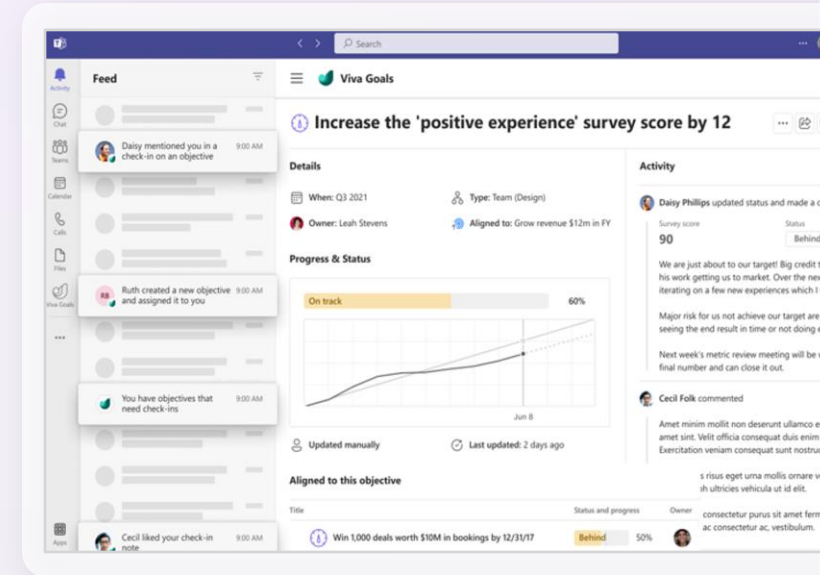 Search
Activity
Chat
Teams
Calendar
Calls
Files
Viva Goals
Apps
Feed
Daisy mentioned you in a
check-in on an objective
9:00 AM
RB
Ruth created a new objective
and assigned it to you
9:00 AM
You have objectives that
need check-ins
9:00 AM
Cecil liked your check-in
note
9:00 AM
Viva Goals
Increase the 'positive experience' survey score by 12
Details
When: Q3 2021
Type: Team (Design)
Owner: Leah Stevens
Aligned to: Grow revenue $12m in FY
Progress & Status
On track
60%
Jun 8
Updated manually
Last updated: 2 days ago
Aligned to this objective
Title
Status and progress
Owner
Win 1,000 deals worth $10M in bookings by 12/31/17
Behind
50%
Activity
Daisy Phillips updated status and made a
Survey score
Status
90
Behind
We are just about to our target! Big credit
his work getting us to market. Over the
iterating on a few new experiences which I
Major risk for us not achieve our target are
seeing the end result in time or not doing
Next week's metric review meeting will be
final number and can close it out.
Cecil Folk commented
Amet minim mollit non deserunt ullamco
amet sint. Velit officia consequat duis enim
Exercitation veniam consequat sunt
s risus eget urna mollis ornare
ultricies vehicula ut id elit.
consectetur purus sit amet
ac consectetur ac, vestibulum.